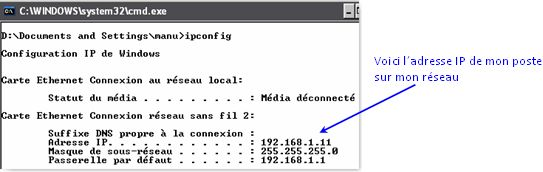 C:\WINDOWS\system32\cmd.exe
D:\Documents and Settings\manu>ipconfig
Configuration IP de Windows
Carte Ethernet Connexion au réseau local:
Statut du média . . . . . . . . . : Média déconnecté
Carte Ethernet Connexion réseau sans fil 2:
Suffixe DNS propre à la connexion :
Adresse IP. . . . . . . . . . . . : 192.168.1.11
Masque de sous-réseau . . . . . . : 255.255.255.0
Passerelle par défaut . . . . . . : 192.168.1.1
Voici l'adresse IP de mon poste
sur mon réseau